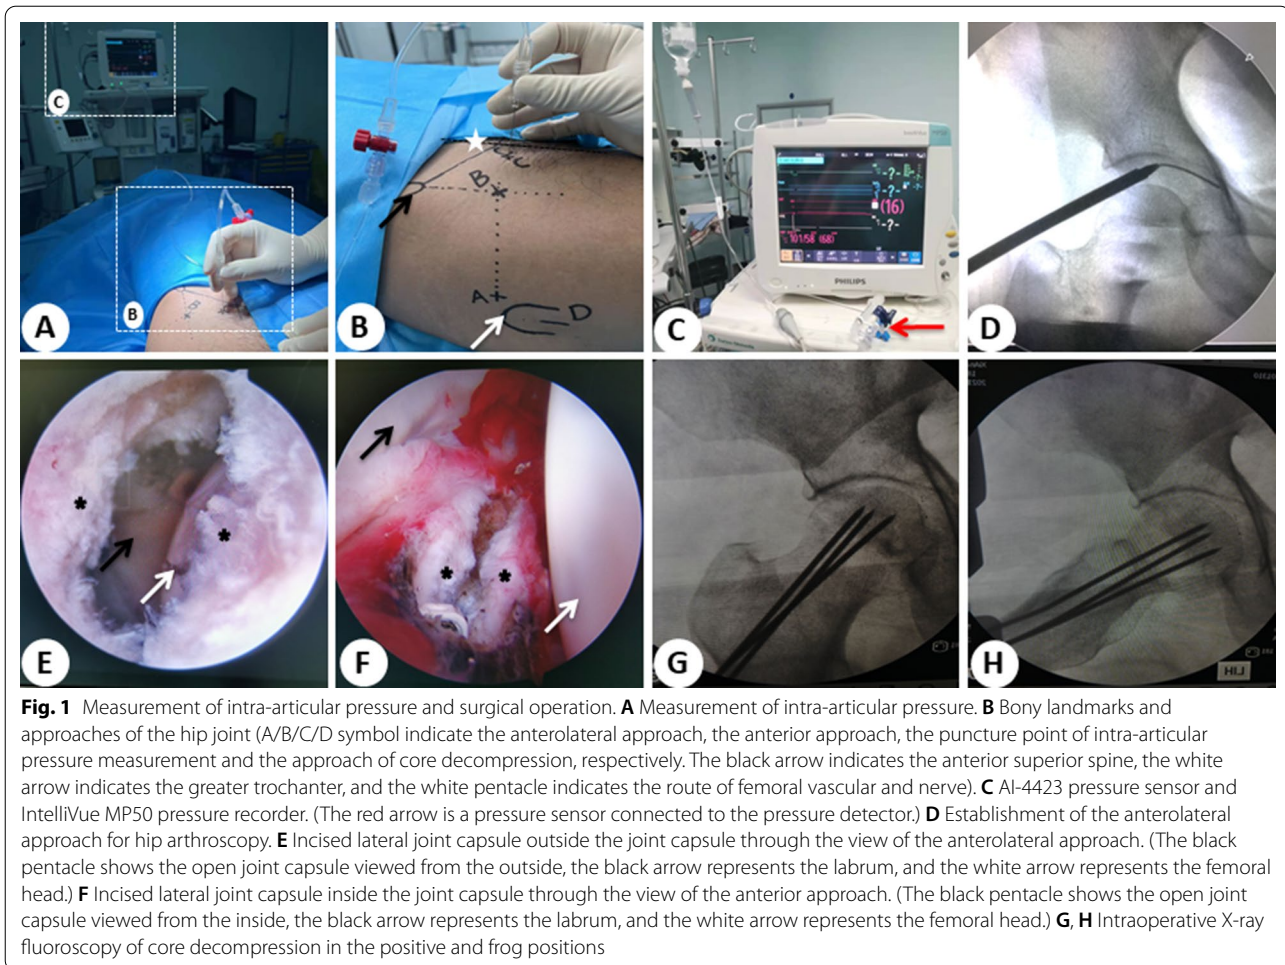 C
B
A
B
C
A
D
B
(16)
-?-
-?-
-?-
101/58 (68)
PHILIPS
C
D
E
F
G
HIJ
H
Fig. 1 Measurement of intra-articular pressure and surgical operation. A Measurement of intra-articular pressure. B Bony landmarks and
approaches of the hip joint (A/B/C/D symbol indicate the anterolateral approach, the anterior approach, the puncture point of intra-articular
pressure measurement and the approach of core decompression, respectively. The black arrow indicates the anterior superior spine, the white
arrow indicates the greater trochanter, and the white pentacle indicates the route of femoral vascular and nerve). C AI-4423 pressure sensor and
IntelliVue MP50 pressure recorder. (The red arrow is a pressure sensor connected to the pressure detector.) D Establishment of the anterolateral
approach for hip arthroscopy. E Incised lateral joint capsule outside the joint capsule through the view of the anterolateral approach. (The black
pentacle shows the open joint capsule viewed from the outside, the black arrow represents the labrum, and the white arrow represents the femoral
head.) F Incised lateral joint capsule inside the joint capsule through the view of the anterior approach. (The black pentacle shows the open joint
capsule viewed from the inside, the black arrow represents the labrum, and the white arrow represents the femoral head.) G, H Intraoperative X-ray
fluoroscopy of core decompression in the positive and frog positions